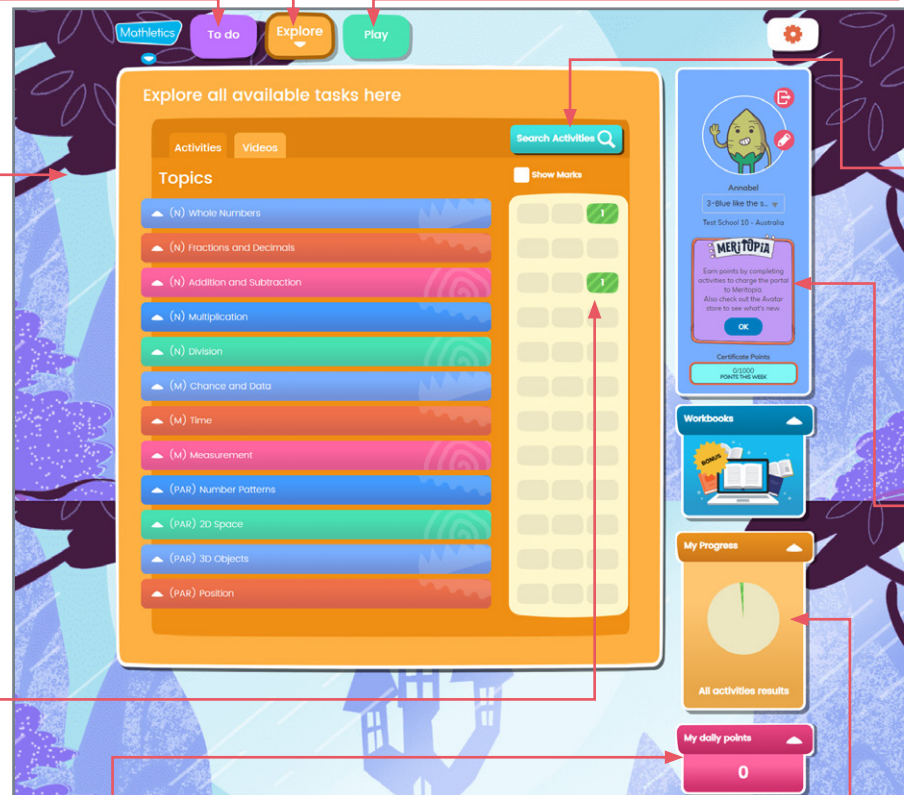 Mathletics
To do
Explore
Play
Explore all available tasks here
Activities
Videos
Search Activities
Topics
Show Marks
(N) Whole Numbers
1
(N) Fractions and Decimals
(N) Addition and Subtraction
1
(N) Multiplication
(N) Division
(M) Chance and Data
(M) Time
(M) Measurement
(PAR) Number Patterns
(PAR) 2D Space
(PAR) 3D Objects
(PAR) Position
Annabel
3-Blue like the s..
Test School 10 - Australia
MERITOPIA
Earn points by completing
activities to charge the portal
to Meritopia.
Also check out the Avatar
store to see what's new.
OK
Certificate Points
0/1000
POINTS THIS WEEK
Workbooks
BONUS
My Progress
All activities results
My daily points
0